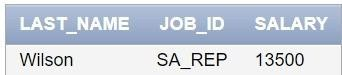 LAST_NAME JOB_ID SALARY
Wilson SA_REP 13500